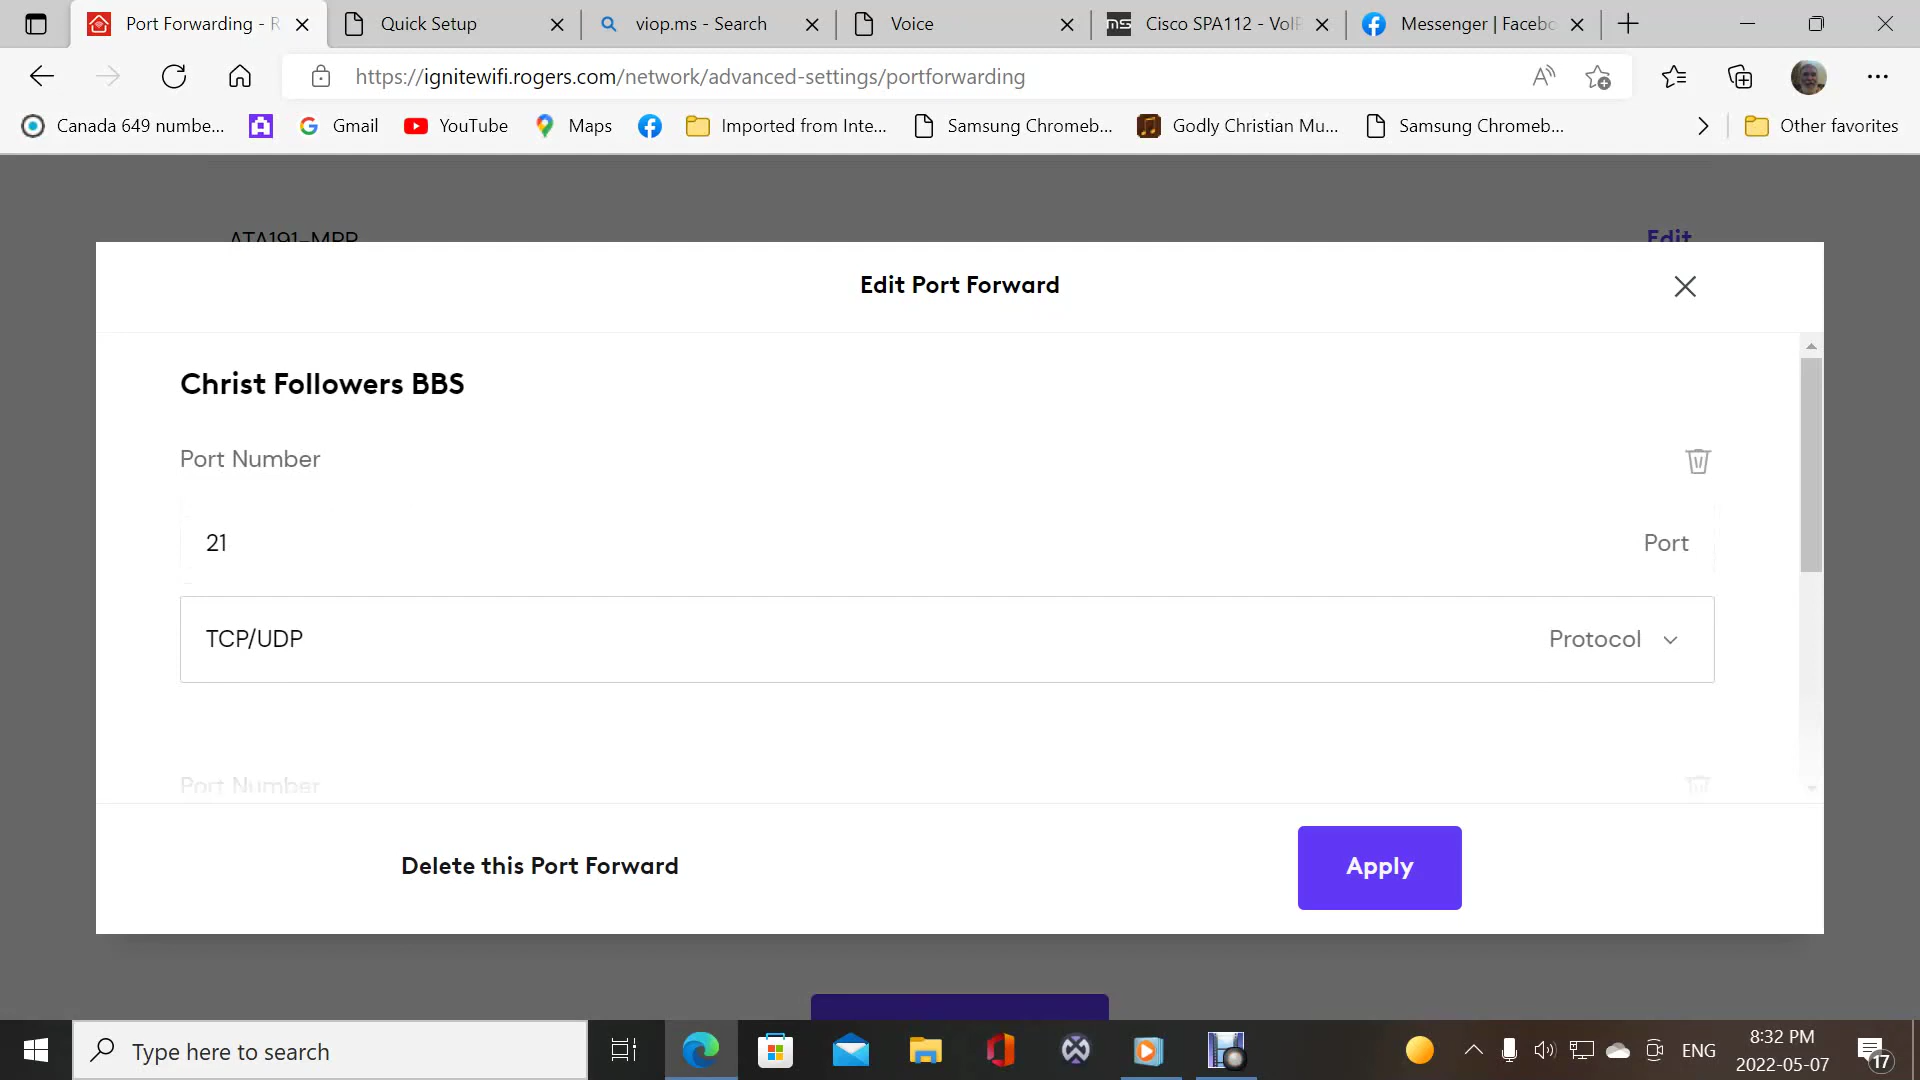 Port Forwarding - R
Quick Setup
viop.ms - Search
Voice
Cisco SPA112 - VoIP
Messenger | Facebo
https://ignitewifi.rogers.com/network/advanced-settings/portforwarding
Canada 649 numbe...
Gmail
YouTube
Maps
Imported from Inte...
Samsung Chromeb...
Godly Christian Mu...
Samsung Chromeb...
Other favorites
ATA191-MPP
Edit
Edit Port Forward
Christ Followers BBS
Port Number
21
Port
TCP/UDP
Protocol
Port Number
Delete this Port Forward
Apply
Type here to search
ENG
8:32 PM
2022-05-07
17